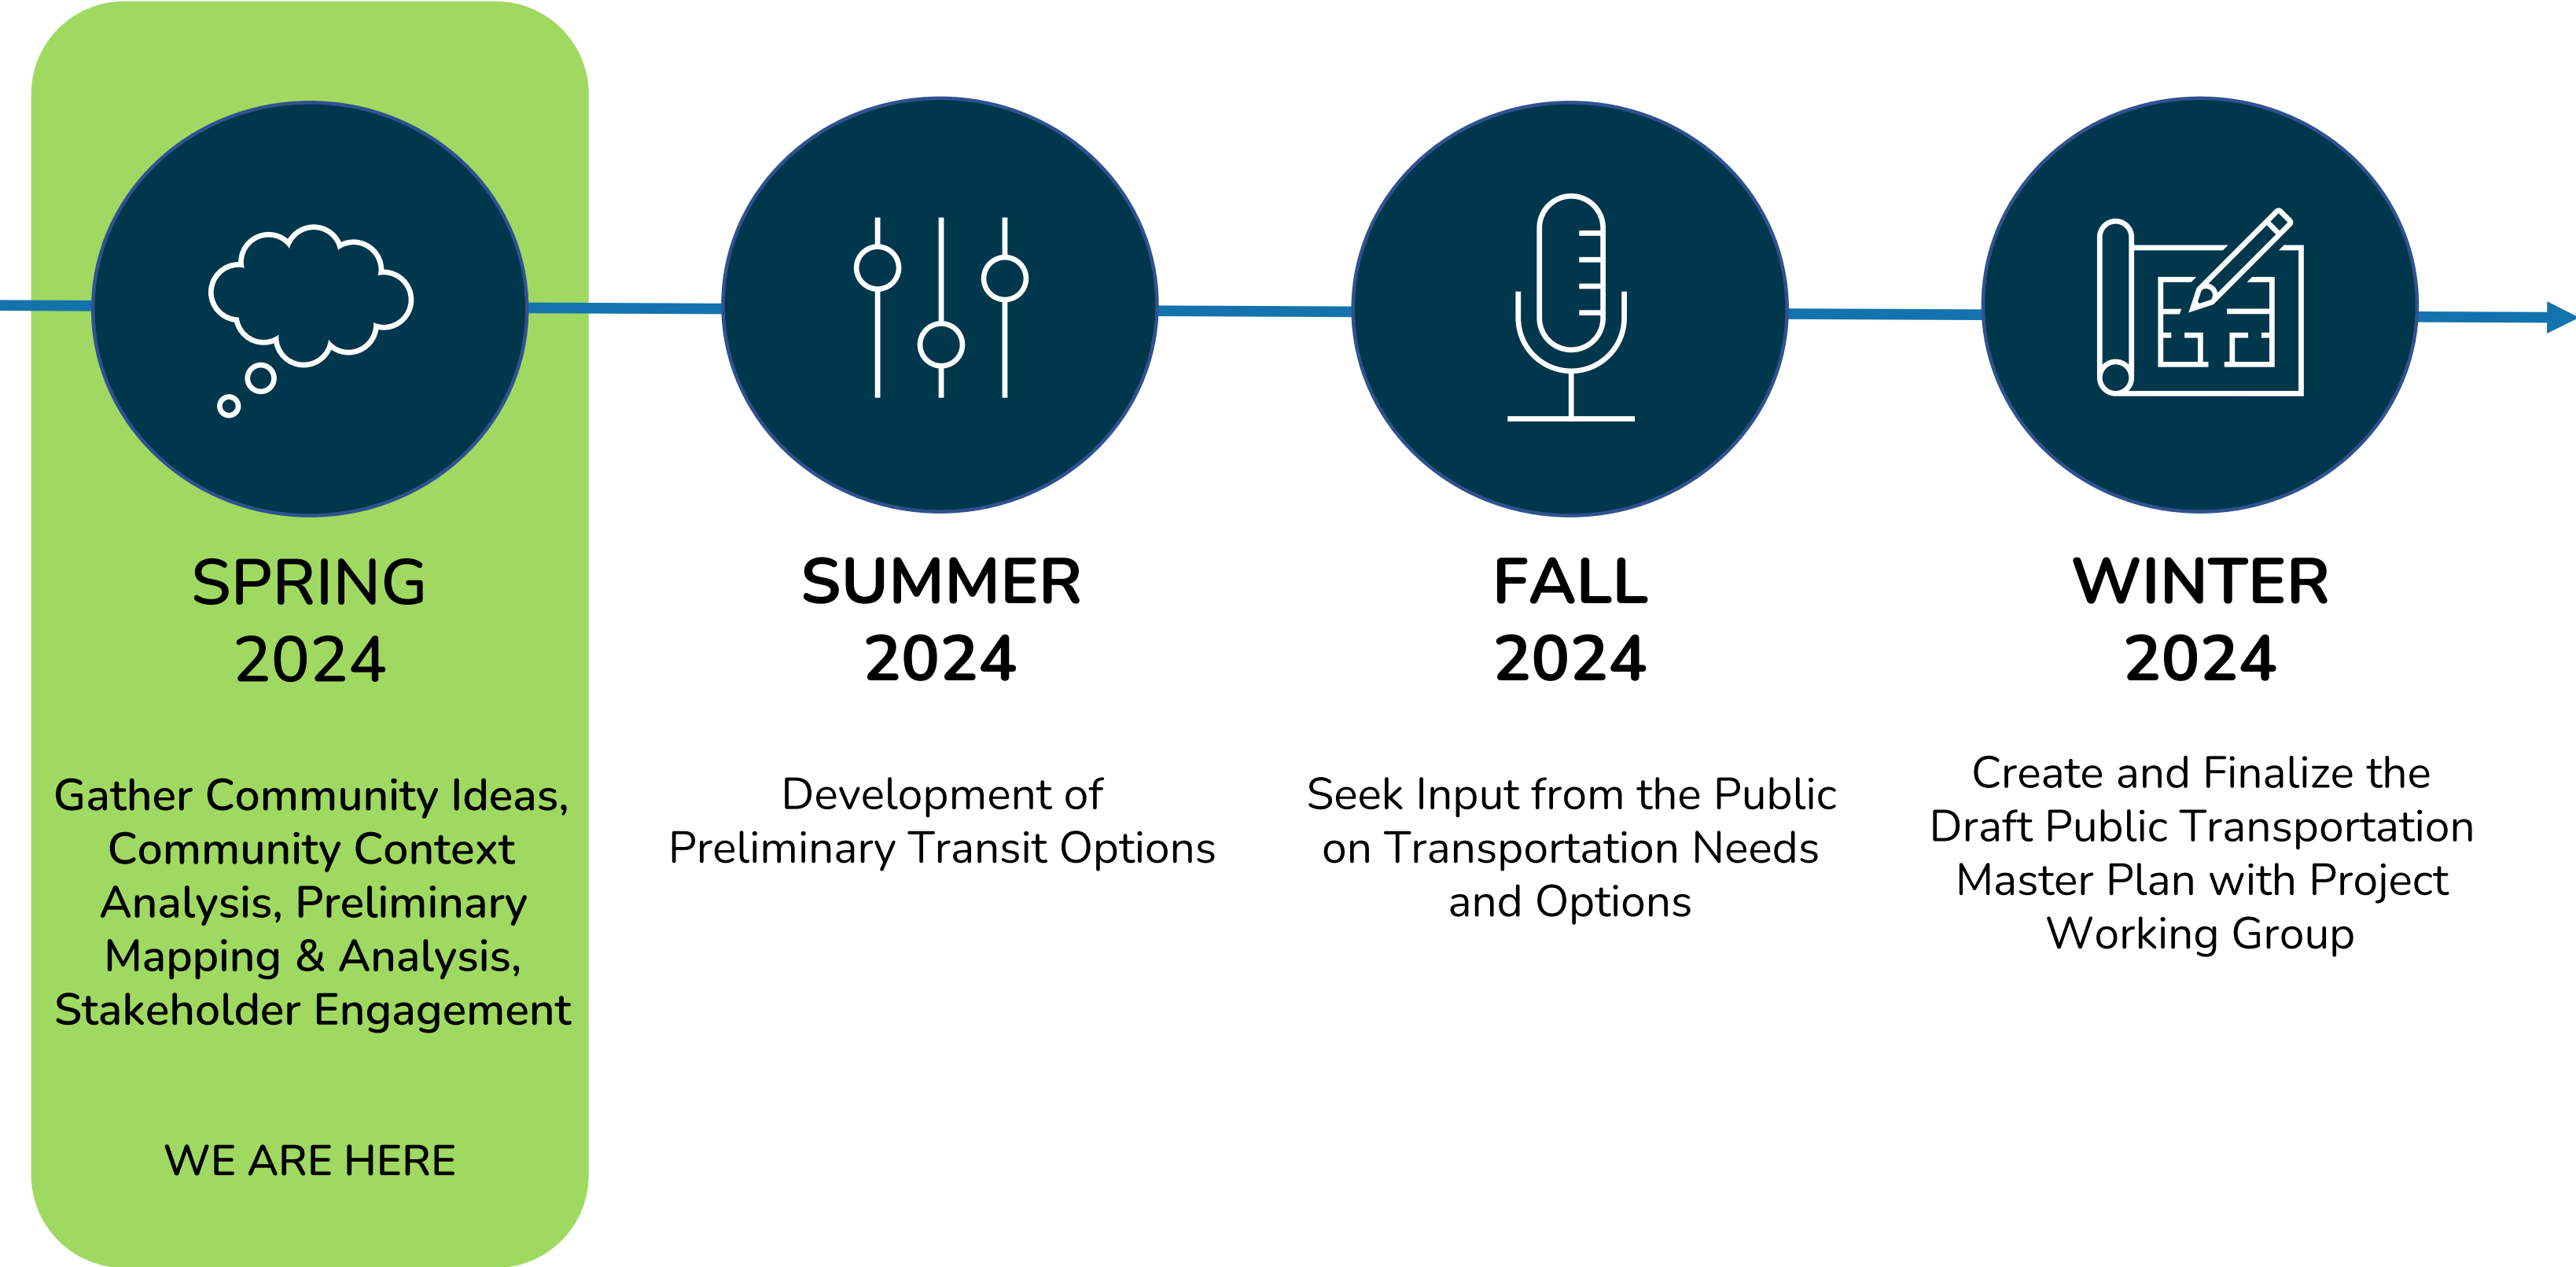 SPRING
2024
Gather Community Ideas,
Community Context
Analysis, Preliminary
Mapping & Analysis,
Stakeholder Engagement
WE ARE HERE
SUMMER
2024
Development of
Preliminary Transit Options
FALL
2024
Seek Input from the Public
on Transportation Needs
and Options
WINTER
2024
Create and Finalize the
Draft Public Transportation
Master Plan with Project
Working Group